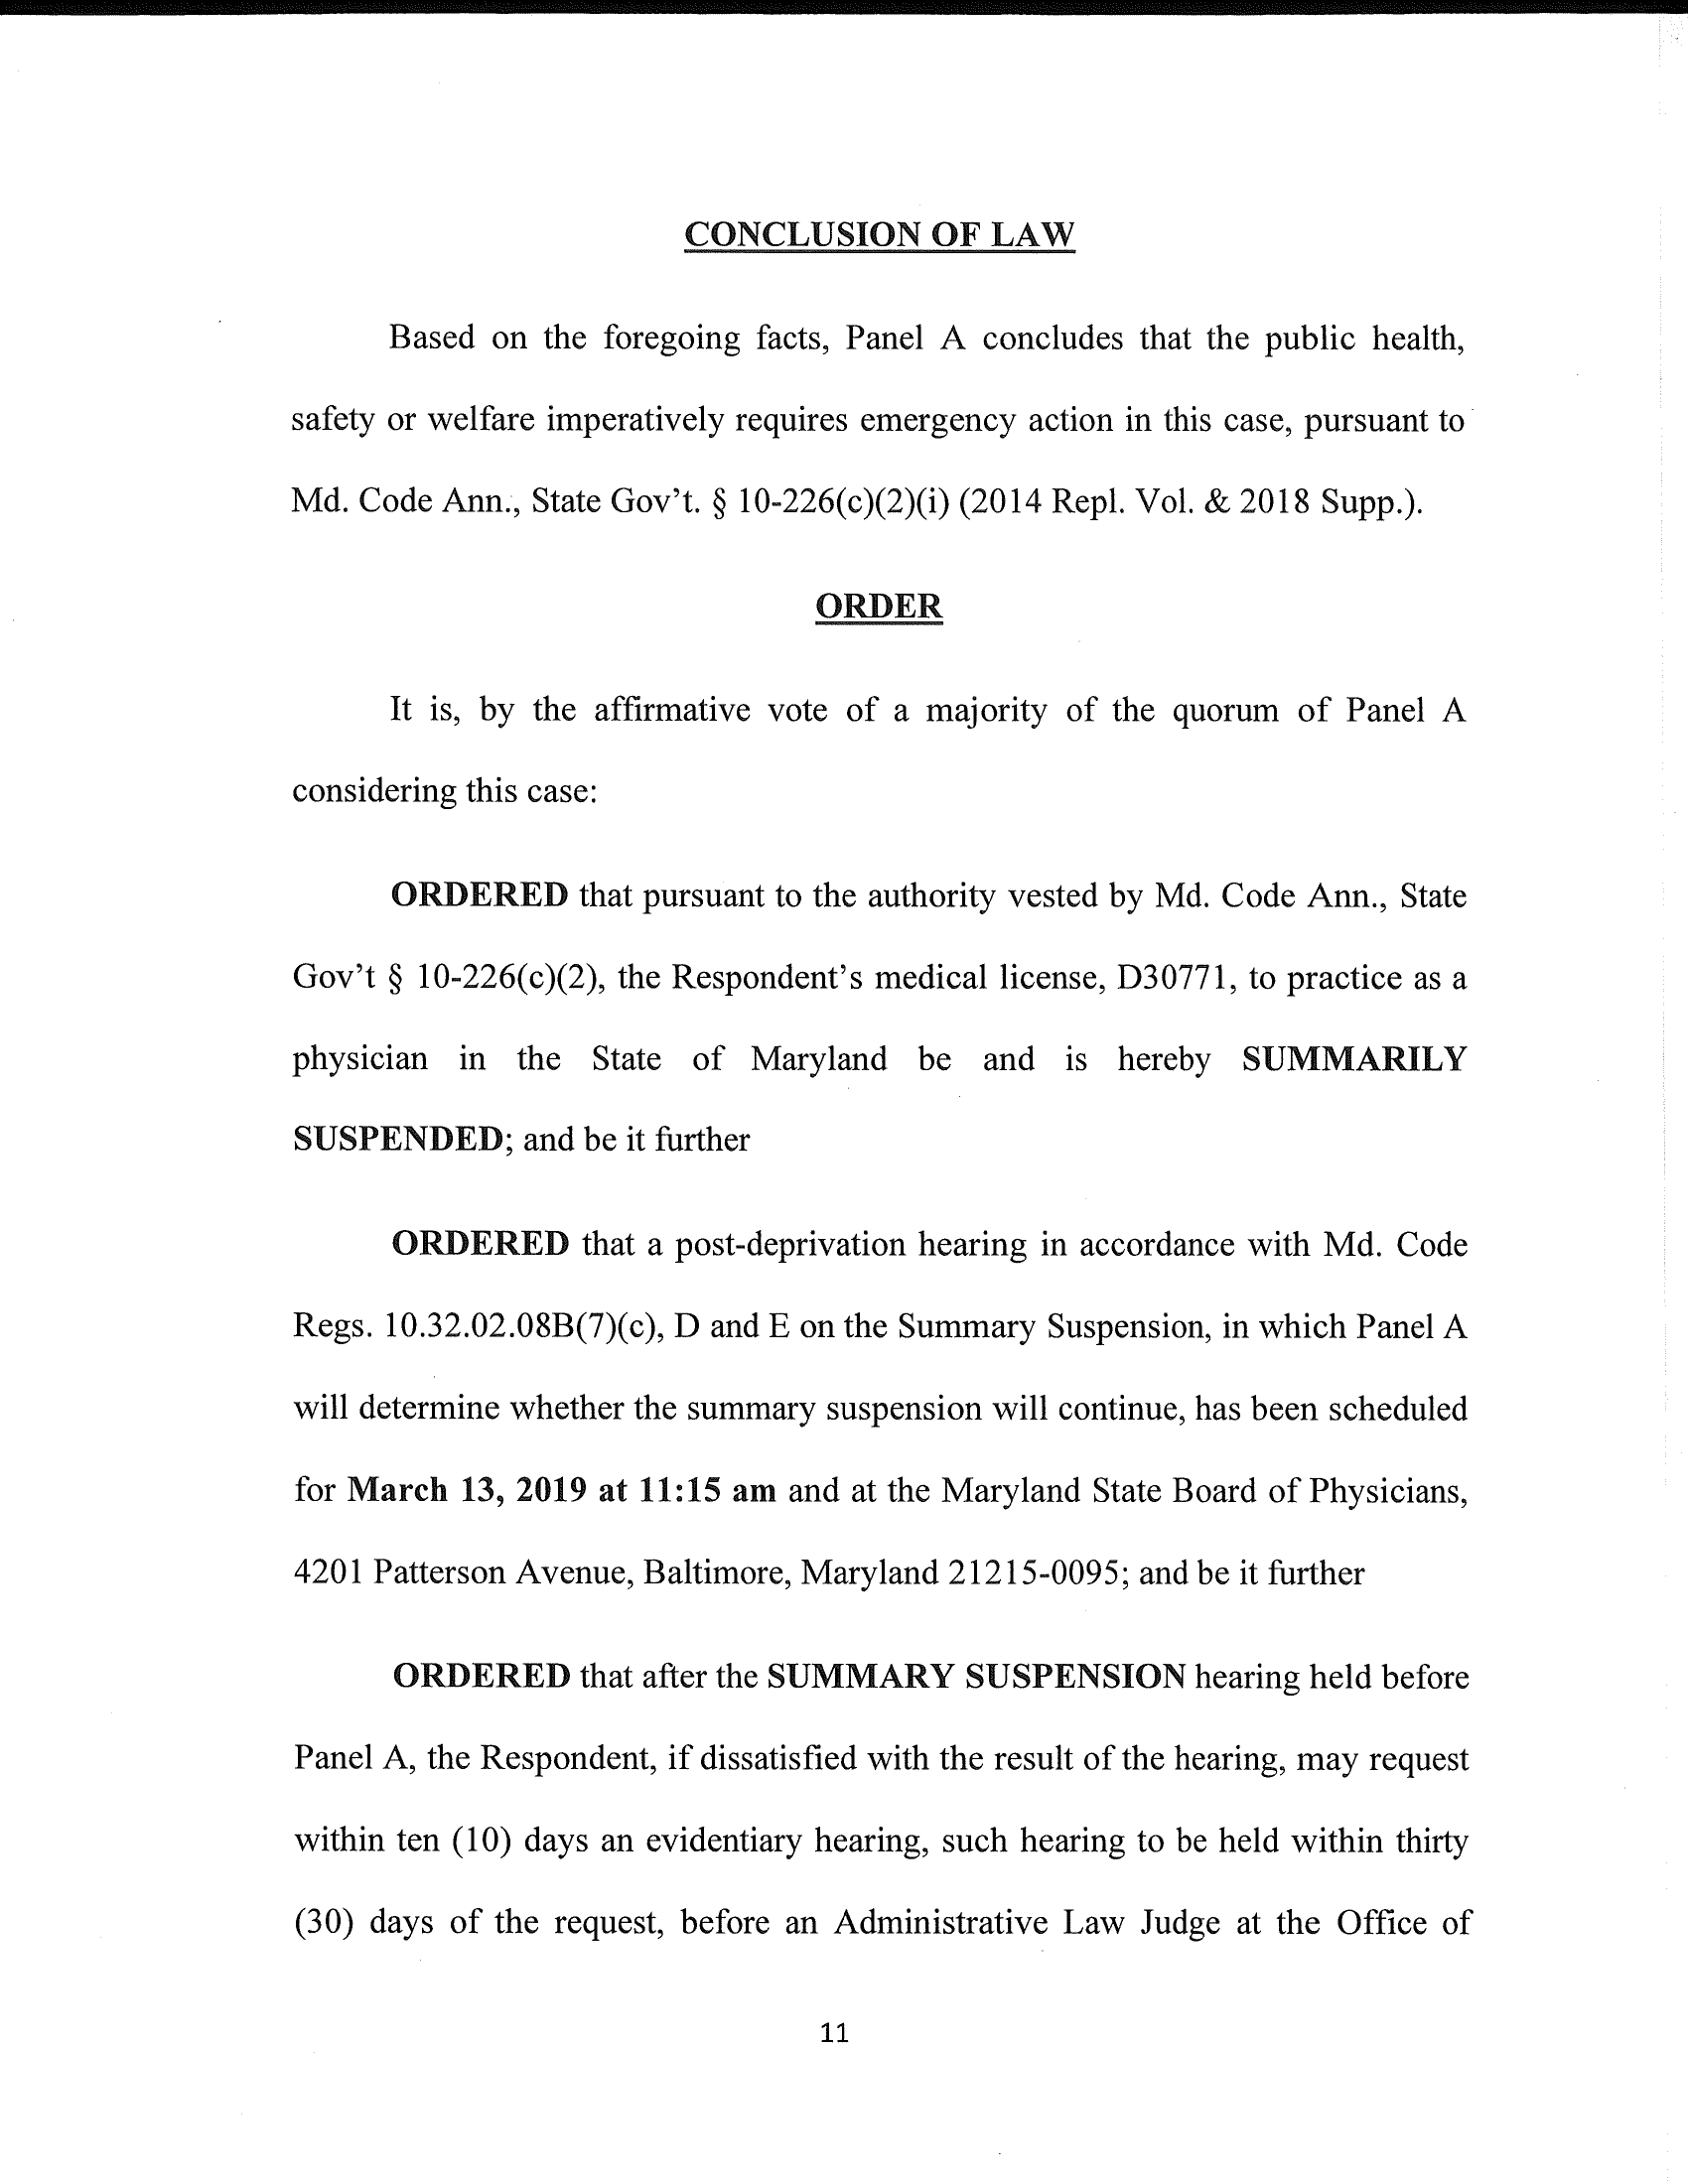 CONCLUSION OF LAW
Based on the foregoing facts, Panel A concludes that the public health,
safety or welfare imperatively requires emergency action in this case, pursuant to
Md. Code Ann., State Gov't. § 10-226(c)(2)(i) (2014 Repl. Vol. & 2018 Supp.).
ORDER
It is, by the affirmative vote of a majority of the quorum of Panel A
considering this case:
ORDERED that pursuant to the authority vested by Md. Code Ann., State
Gov't § 10-226(c)(2), the Respondent's medical license, D30771, to practice as a
physician in the State of Maryland be and is hereby SUMMARILY
SUSPENDED; and be it further
ORDERED that a post-deprivation hearing in accordance with Md. Code
Regs. 10.32.02.08B(7)(c), D and E on the Summary Suspension, in which Panel A
will determine whether the summary suspension will continue, has been scheduled
for March 13, 2019 at 11:15 am and at the Maryland State Board of Physicians,
4201 Patterson Avenue, Baltimore, Maryland 21215-0095; and be it further
ORDERED that after the SUMMARY SUSPENSION hearing held before
Panel A, the Respondent, if dissatisfied with the result of the hearing, may request
within ten (10) days an evidentiary hearing, such hearing to be held within thirty
(30) days of the request, before an Administrative Law Judge at the Office of
11